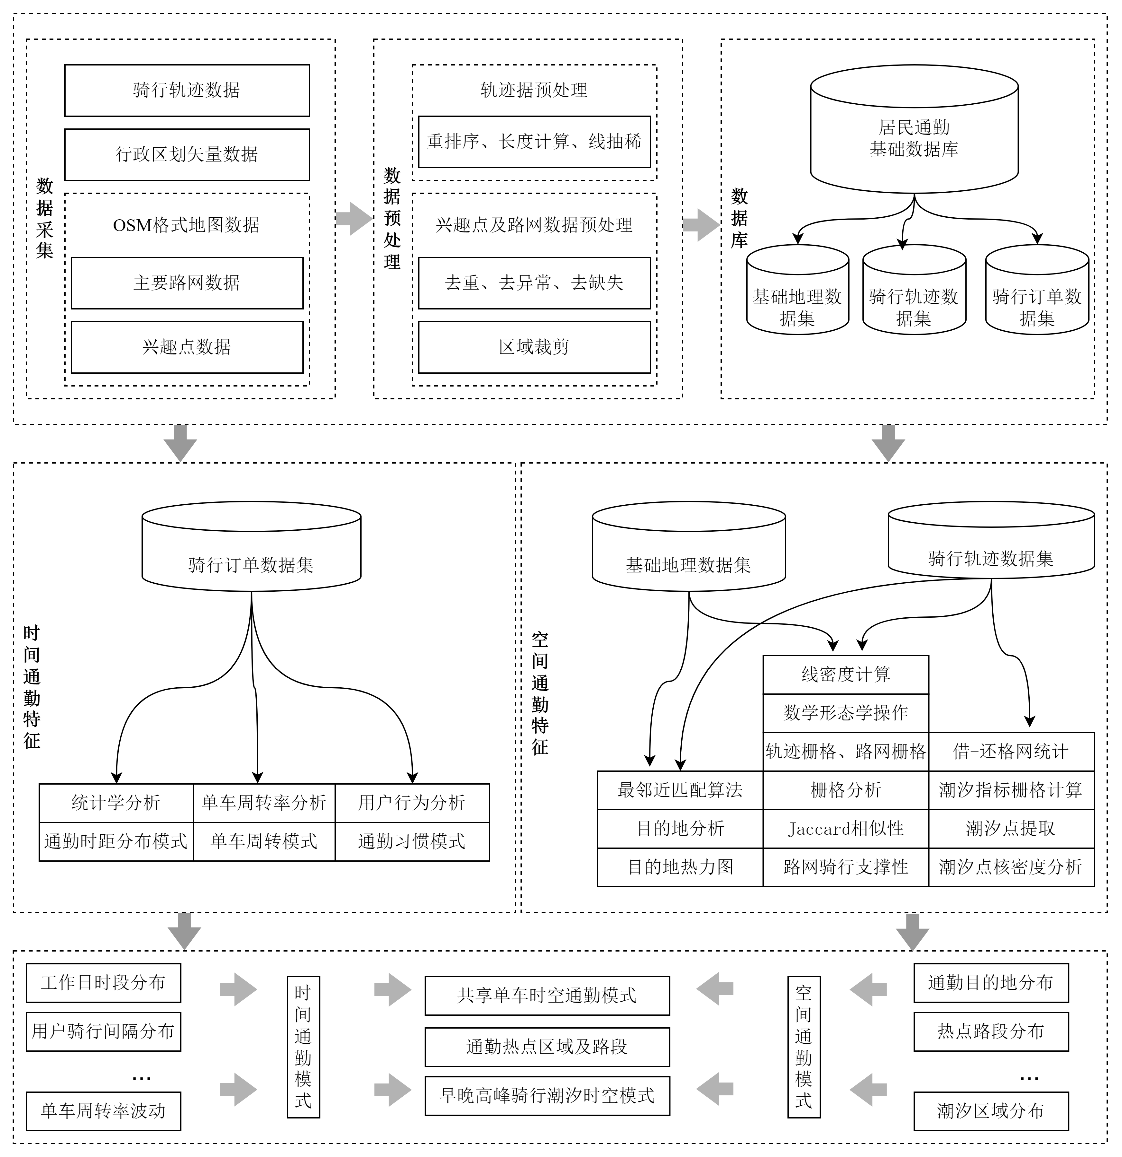 数据采集
骑行轨迹数据
行政区划矢量数据
OSM格式地图数据
主要路网数据
兴趣点数据
数据预处理
轨迹据预处理
重排序、长度计算、线抽稀
兴趣点及路网数据预处理
去重、去异常、去缺失
区域裁剪
数据库
居民通勤
基础数据库
基础地理数
据集
骑行轨迹数
据集
骑行订单数
据集
时间通勤特征
骑行订单数据集
统计学分析
单车周转率分析
用户行为分析
通勤时距分布模式
单车周转模式
通勤习惯模式
空间通勤特征
基础地理数据集
骑行轨迹数据集
线密度计算
数学形态学操作
轨迹栅格、路网栅格
借-还格网统计
最邻近匹配算法
栅格分析
潮汐指标栅格计算
目的地分析
Jaccard相似性
潮汐点提取
目的地热力图
路网骑行支撑性
潮汐点核密度分析
工作日时段分布
用户骑行间隔分布
...
单车周转率波动
时间通勤模式
共享单车时空通勤模式
通勤热点区域及路段
早晚高峰骑行潮汐时空模式
空间通勤模式
通勤目的地分布
热点路段分布
...
潮汐区域分布